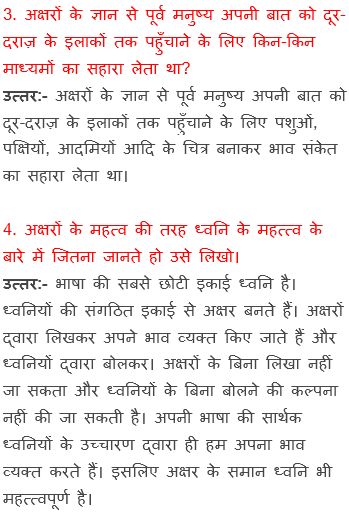 3. अक्षरों के ज्ञान से पूर्व मनुष्य अपनी बात को दूर-
दराज़ के इलाकों तक पहुँचाने के लिए किन-किन
माध्यमों का सहारा लेता था?
उत्तर:- अक्षरों के ज्ञान से पूर्व मनुष्य अपनी बात को
दूर-दराज़ के इलाकों तक पहुँचाने के लिए पशुओं,
पक्षियों, आदमियों आदि के चित्र बनाकर भाव संकेत
का सहारा लेता था।
4. अक्षरों के महत्व की तरह ध्वनि के महत्त्व के
बारे में जितना जानते हो उसे लिखो।
उत्तर:- भाषा की सबसे छोटी इकाई ध्वनि है।
ध्वनियों की संगठित इकाई से अक्षर बनते हैं। अक्षरों
द्वारा लिखकर अपने भाव व्यक्त किए जाते हैं और
ध्वनियों द्वारा बोलकर। अक्षरों के बिना लिखा नहीं
जा सकता और ध्वनियों के बिना बोलने की कल्पना
नहीं की जा सकती है। अपनी भाषा की सार्थक
ध्वनियों के उच्चारण द्वारा ही हम अपना भाव
व्यक्त करते हैं। इसलिए अक्षर के समान ध्वनि भी
महत्त्वपूर्ण है।